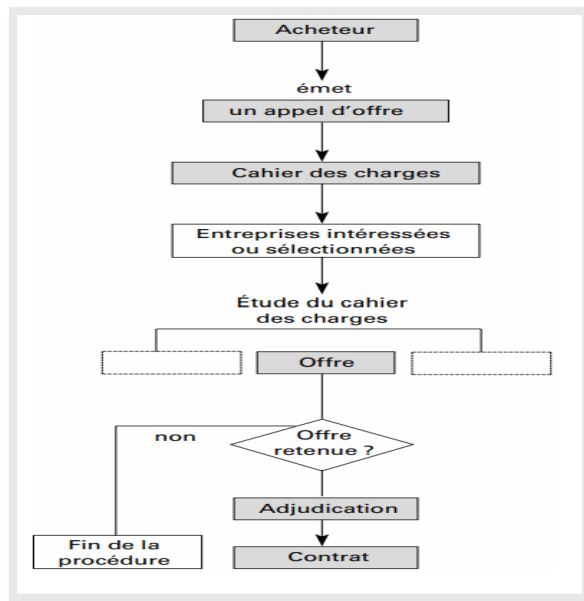 Acheteur
émet
un appel d'offre
Cahier des charges
Entreprises intéressées
ou sélectionnées
Étude du cahier
des charges
Offre
non
Offre
retenue ?
Adjudication
Fin de la
procédure
Contrat